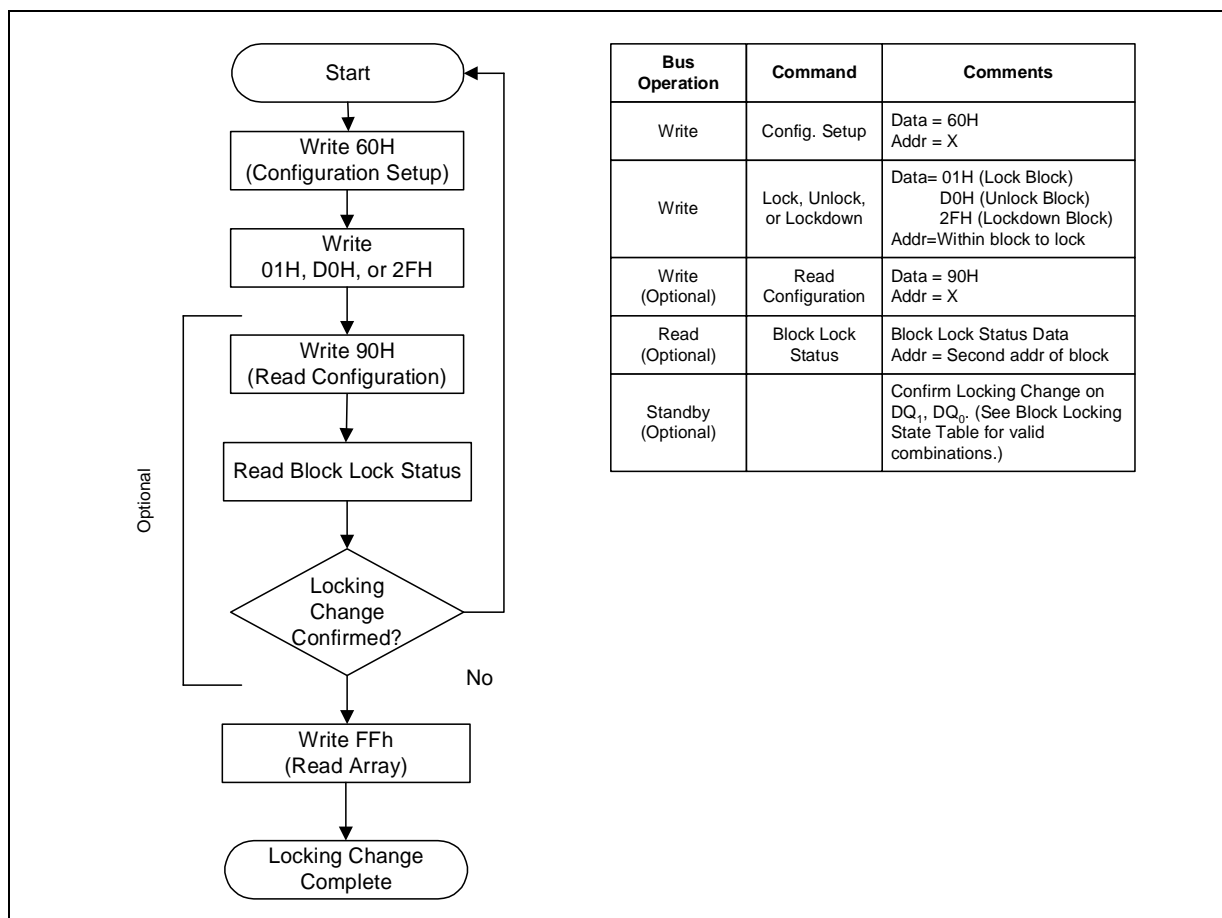 Start
Write 60H
(Configuration Setup)
Write
01H, D0H, or 2FH
Write 90H
(Read Configuration)
Read Block Lock Status
Optional
Locking
Change
Confirmed?
No
Write FFh
(Read Array)
Locking Change
Complete
Bus
Operation
Command
Comments
Write
Config. Setup
Data = 60H
Addr = X
Write
Lock, Unlock,
or Lockdown
Data= 01H (Lock Block)
D0H (Unlock Block)
2FH (Lockdown Block)
Addr=Within block to lock
Write
(Optional)
Read
Configuration
Data = 90H
Addr = X
Read
(Optional)
Block Lock
Status
Block Lock Status Data
Addr = Second addr of block
Standby
(Optional)
Confirm Locking Change on
DQ₁, DQ₀. (See Block Locking
State Table for valid
combinations.)